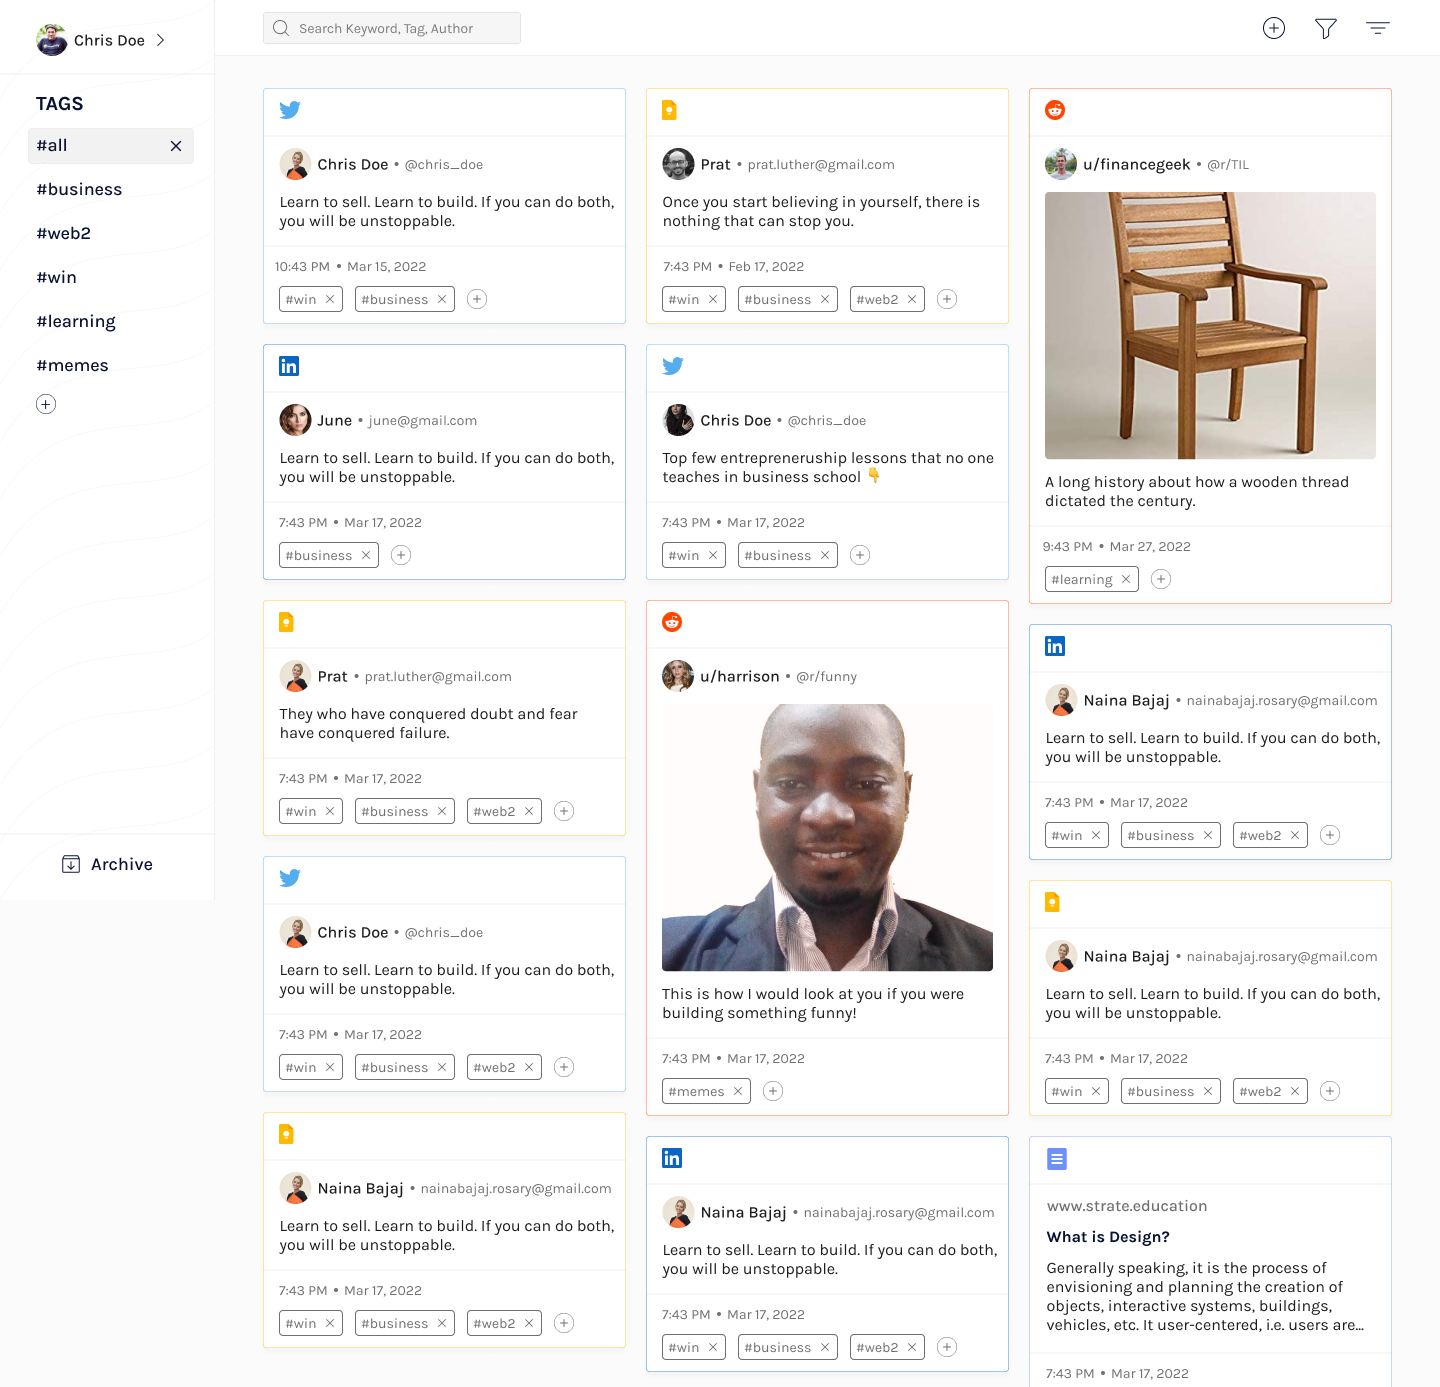 Chris Doe
TAGS
#all
#business
#web2
#win
#learning
#memes
Archive
Search Keyword, Tag, Author
Chris Doe • @chris_doe
Learn to sell. Learn to build. If you can do both,
you will be unstoppable.
10:43 PM • Mar 15, 2022
#win #business
in
June • june@gmail.com
Learn to sell. Learn to build. If you can do both,
you will be unstoppable.
7:43 PM • Mar 17, 2022
#business
Prat • prat.luther@gmail.com
They who have conquered doubt and fear
have conquered failure.
7:43 PM • Mar 17, 2022
#win #business #web2
Chris Doe • @chris_doe
Learn to sell. Learn to build. If you can do both,
you will be unstoppable.
7:43 PM • Mar 17, 2022
#win #business #web2
Naina Bajaj • nainabajaj.rosary@gmail.com
Learn to sell. Learn to build. If you can do both,
you will be unstoppable.
7:43 PM • Mar 17, 2022
#win #business #web2
Prat • prat.luther@gmail.com
Once you start believing in yourself, there is
nothing that can stop you.
7:43 PM • Feb 17, 2022
#win #business #web2
Chris Doe • @chris_doe
Top few entrepreneruship lessons that no one
teaches in business school 👇
7:43 PM • Mar 17, 2022
#win #business
u/harrison • @r/funny
This is how I would look at you if you were
building something funny!
7:43 PM • Mar 17, 2022
#memes
in
Naina Bajaj • nainabajaj.rosary@gmail.com
Learn to sell. Learn to build. If you can do both,
you will be unstoppable.
7:43 PM • Mar 17, 2022
#win #business #web2
u/financegeek • @r/TIL
A long history about how a wooden thread
dictated the century.
9:43 PM • Mar 27, 2022
#learning
in
Naina Bajaj • nainabajaj.rosary@gmail.com
Learn to sell. Learn to build. If you can do both,
you will be unstoppable.
7:43 PM • Mar 17, 2022
#win #business #web2
Naina Bajaj • nainabajaj.rosary@gmail.com
Learn to sell. Learn to build. If you can do both,
you will be unstoppable.
7:43 PM • Mar 17, 2022
#win #business #web2
www.strate.education
What is Design?
Generally speaking, it is the process of
envisioning and planning the creation of
objects, interactive systems, buildings,
vehicles, etc. It user-centered, i.e. users are...
7:43 PM • Mar 17, 2022